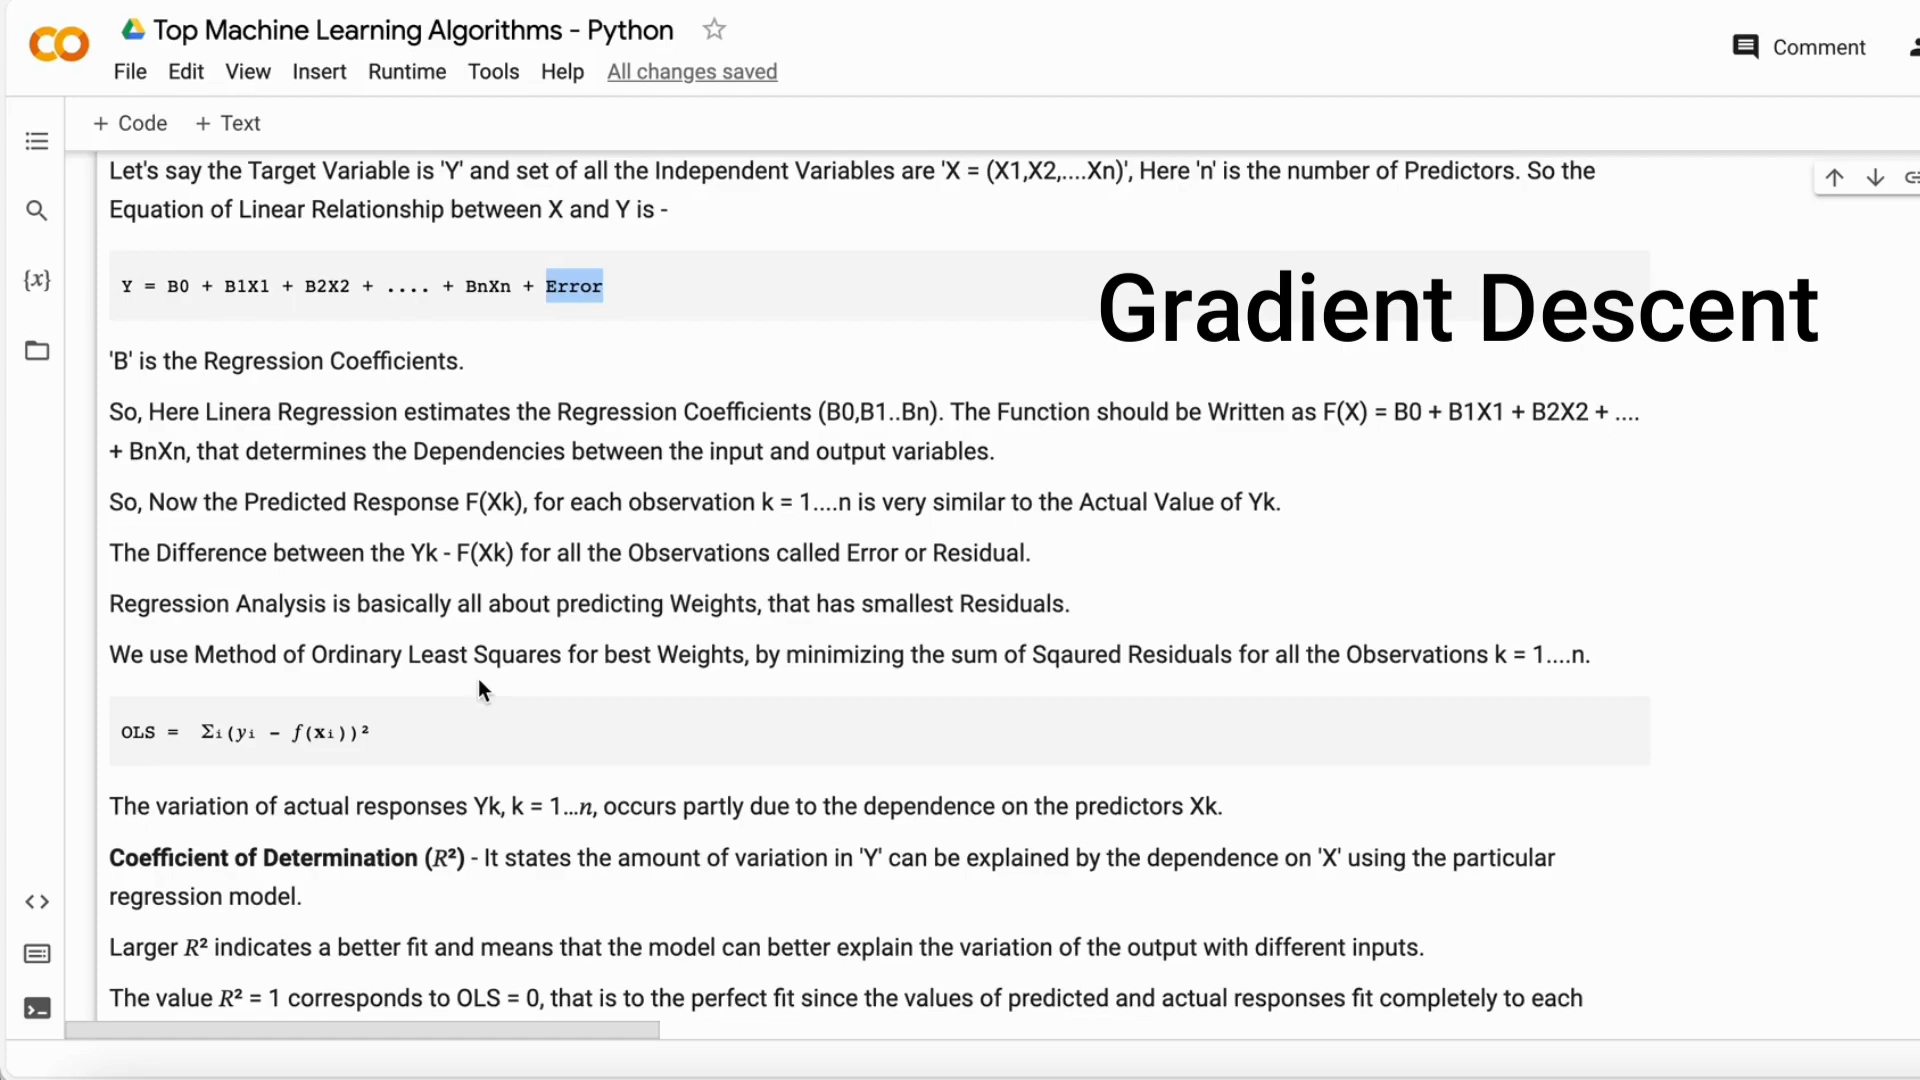 Top Machine Learning Algorithms - Python
Comment
File Edit View Insert Runtime Tools Help All changes saved
+ Code + Text
Let's say the Target Variable is 'Y' and set of all the Independent Variables are 'X = (X1,X2,....Xn)', Here 'n' is the number of Predictors. So the
Equation of Linear Relationship between X and Y is -
Y = B0 + B1X1 + B2X2 + .... + BnXn + Error
Gradient Descent
'B' is the Regression Coefficients.
So, Here Linera Regression estimates the Regression Coefficients (B0,B1..Bn). The Function should be Written as F(X) = B0 + B1X1 + B2X2 + ....
+ BnXn, that determines the Dependencies between the input and output variables.
So, Now the Predicted Response F(Xk), for each observation k = 1....n is very similar to the Actual Value of Yk.
The Difference between the Yk - F(Xk) for all the Observations called Error or Residual.
Regression Analysis is basically all about predicting Weights, that has smallest Residuals.
We use Method of Ordinary Least Squares for best Weights, by minimizing the sum of Sqaured Residuals for all the Observations k = 1....n.
OLS = Σᵢ(𝑦ᵢ - 𝑓(𝐱ᵢ))²
The variation of actual responses Yk, k = 1…𝑛, occurs partly due to the dependence on the predictors Xk.
Coefficient of Determination (𝑅²) - It states the amount of variation in 'Y' can be explained by the dependence on 'X' using the particular
regression model.
Larger 𝑅² indicates a better fit and means that the model can better explain the variation of the output with different inputs.
The value 𝑅² = 1 corresponds to OLS = 0, that is to the perfect fit since the values of predicted and actual responses fit completely to each